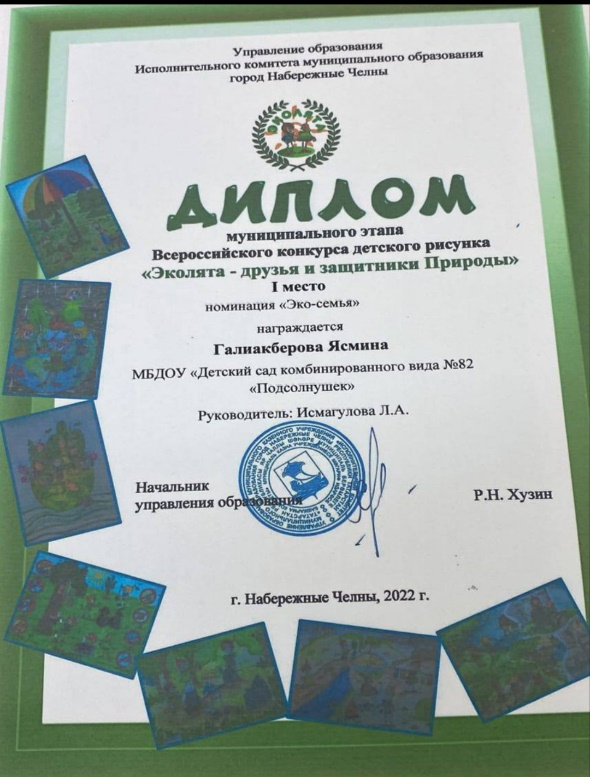 Управление образования
Исполнительного комитета муниципального образования
город Набережные Челны
ЭКОЛЯТА
ДИПЛОМ
муниципального этапа
Всероссийского конкурса детского рисунка
«Эколята - друзья и защитники Природы»
I место
номинация «Эко-семья»
награждается
Галиакберова Ясмина
МБДОУ «Детский сад комбинированного вида №82
«Подсолнушек»
Руководитель: Исмагулова Л.А.
Начальник
управления образования
Р.Н. Хузин
г. Набережные Челны, 2022 г.